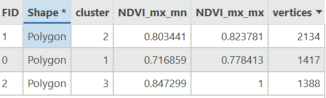 FID Shape * cluster NDVI_mx_mn NDVI_mx_mx vertices
1 Polygon 2 0.803441 0.823781 2134
0 Polygon 1 0.716859 0.778413 1417
2 Polygon 3 0.847299 1 1388